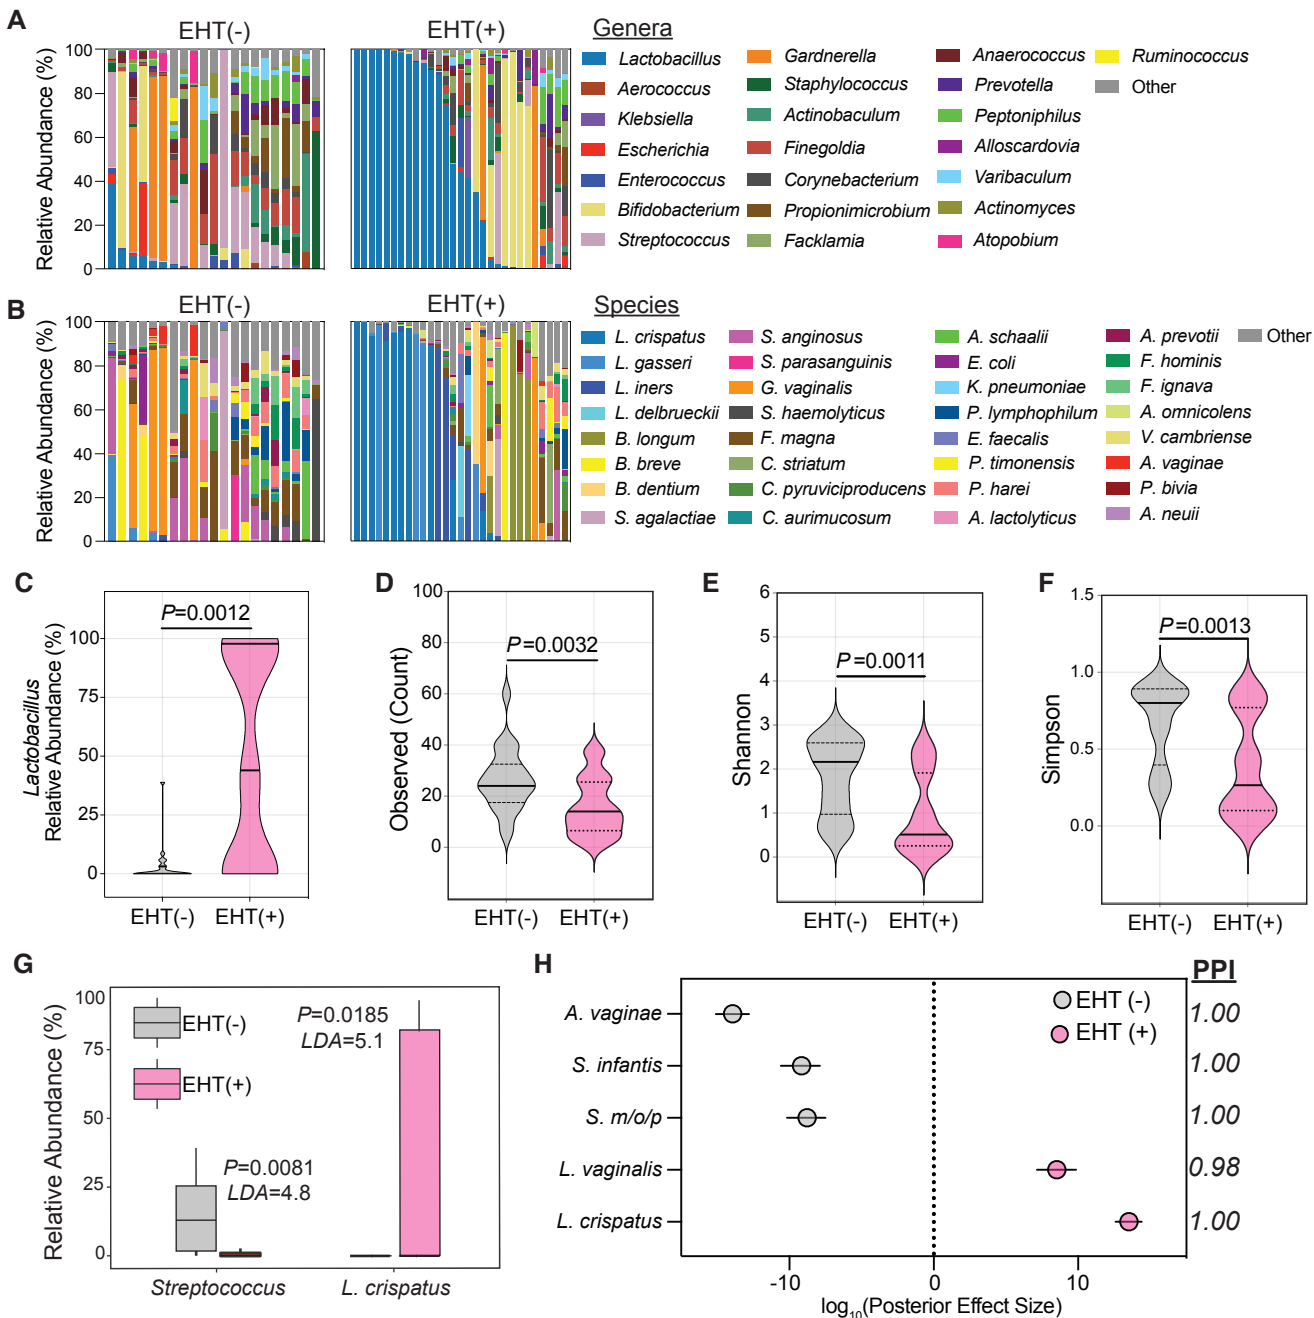 A
EHT(-)
EHT(+)
Genera
Relative Abundance (%)
100
80
60
40
20
0
Lactobacillus
Aerococcus
Klebsiella
Escherichia
Enterococcus
Bifidobacterium
Streptococcus
Gardnerella
Staphylococcus
Actinobaculum
Finegoldia
Corynebacterium
Propionimicrobium
Facklamia
Anaerococcus
Prevotella
Peptoniphilus
Alloscardovia
Varibaculum
Actinomyces
Atopobium
Ruminococcus
Other
B
EHT(-)
EHT(+)
Species
Relative Abundance (%)
100
80
60
40
20
0
L. crispatus
L. gasseri
L. iners
L. delbrueckii
B. longum
B. breve
B. dentium
S. agalactiae
S. anginosus
S. parasanguinis
G. vaginalis
S. haemolyticus
F. magna
C. striatum
C. pyruviciproducens
C. aurimucosum
A. schaalii
E. coli
K. pneumoniae
P. lymphophilum
E. faecalis
P. timonensis
P. harei
A. lactolyticus
A. prevotii
F. hominis
F. ignava
A. omnicolens
V. cambriense
A. vaginae
P. bivia
A. neuii
Other
C
Lactobacillus
Relative Abundance (%)
100
75
50
25
0
P=0.0012
EHT(-)
EHT(+)
D
Observed (Count)
100
80
60
40
20
0
P=0.0032
EHT(-)
EHT(+)
E
Shannon
6
5
4
3
2
1
0
P=0.0011
EHT(-)
EHT(+)
F
Simpson
1.5
1.0
0.5
0.0
P=0.0013
EHT(-)
EHT(+)
G
Relative Abundance (%)
100
75
50
25
0
EHT(-)
EHT(+)
P=0.0185
LDA=5.1
P=0.0081
LDA=4.8
Streptococcus
L. crispatus
H
PPI
EHT (-)
EHT (+)
A. vaginae
1.00
S. infantis
1.00
S. m/o/p
1.00
L. vaginalis
0.98
L. crispatus
1.00
-10
0
10
log10(Posterior Effect Size)